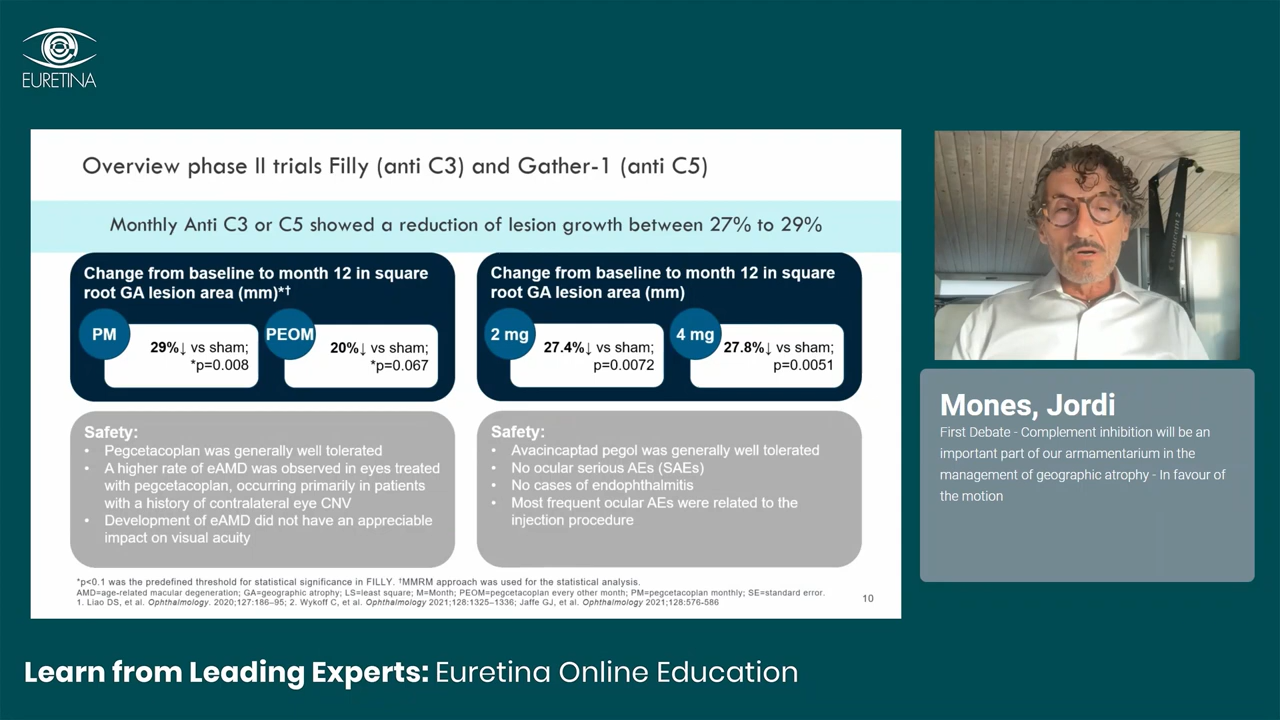 EURETINA
Overview phase II trials Filly (anti C3) and Gather-1 (anti C5)
Monthly Anti C3 or C5 showed a reduction of lesion growth between 27% to 29%
Change from baseline to month 12 in square
root GA lesion area (mm)*†
PM
29%↓ vs sham;
*p=0.008
PEOM
20%↓ vs sham;
*p=0.067
Safety:
• Pegcetacoplan was generally well tolerated
• A higher rate of eAMD was observed in eyes treated
with pegcetacoplan, occurring primarily in patients
with a history of contralateral eye CNV
• Development of eAMD did not have an appreciable
impact on visual acuity
Change from baseline to month 12 in square
root GA lesion area (mm)
2 mg
27.4%↓ vs sham;
p=0.0072
4 mg
27.8%↓ vs sham;
p=0.0051
Safety:
• Avacincaptad pegol was generally well tolerated
• No ocular serious AEs (SAEs)
• No cases of endophthalmitis
• Most frequent ocular AEs were related to the
injection procedure
*p<0.1 was the predefined threshold for statistical significance in FILLY. †MMRM approach was used for the statistical analysis.
AMD=age-related macular degeneration; GA=geographic atrophy; LS=least square; M=Month; PEOM=pegcetacoplan every other month; PM=pegcetacoplan monthly; SE=standard error.
1. Liao DS, et al. Ophthalmology. 2020;127:186–95; 2. Wykoff C, et al. Ophthalmology 2021;128:1325–1336; Jaffe GJ, et al. Ophthalmology 2021;128:576-586
10
Mones, Jordi
First Debate - Complement inhibition will be an
important part of our armamentarium in the
management of geographic atrophy - In favour of
the motion
Learn from Leading Experts: Euretina Online Education